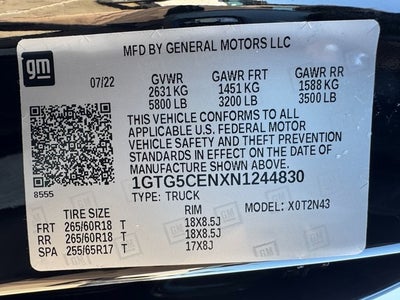 gm
MFD BY GENERAL MOTORS LLC
07/22 GVWR GAWR FRT GAWR RR
2631 KG 1451 KG 1588 KG
5800 LB 3200 LB 3500 LB
THIS VEHICLE CONFORMS TO ALL
APPLICABLE U.S. FEDERAL MOTOR
VEHICLE SAFETY AND THEFT PREVENTION
STANDARDS IN EFFECT ON THE DATE OF
MANUFACTURE SHOWN ABOVE.
8555 1GTG5CENXN1244830
TYPE: TRUCK
TIRE SIZE RIM MODEL: X0T2N43
FRT 265/60R18 T 18X8.5J
RR 265/60R18 T 18X8.5J
SPA 255/65R17 T 17X8J